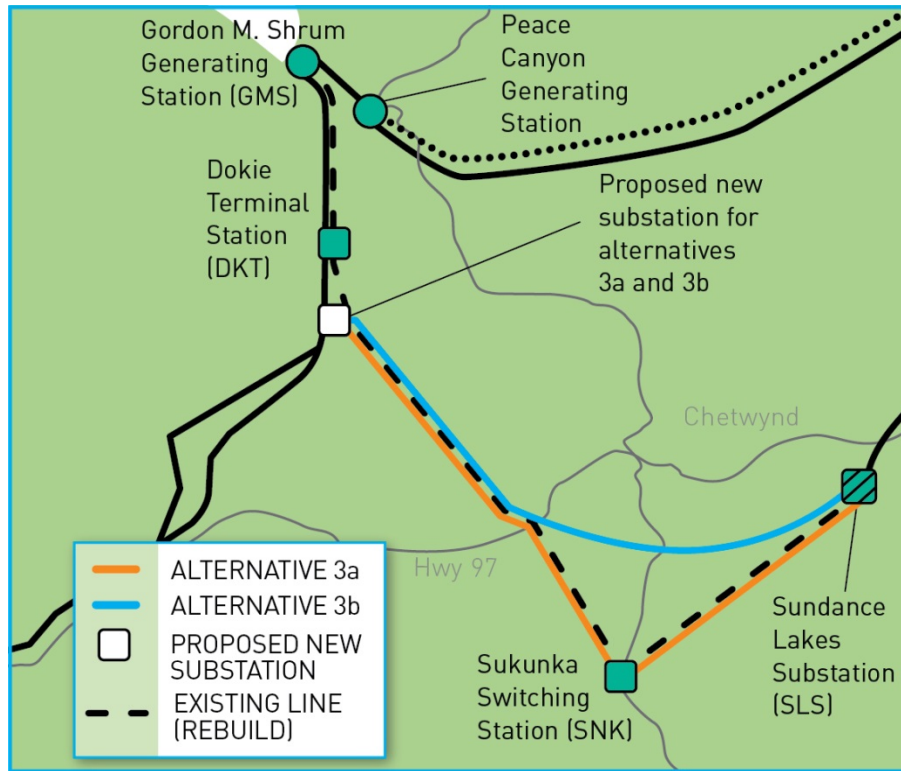 Gordon M. Shrum
Generating
Station (GMS)
Peace
Canyon
Generating
Station
Dokie
Terminal
Station
(DKT)
Proposed new
substation for
alternatives
3a and 3b
Chetwynd
Hwy 97
Sundance
Lakes
Substation
(SLS)
Sukunka
Switching
Station (SNK)
ALTERNATIVE 3a
ALTERNATIVE 3b
PROPOSED NEW
SUBSTATION
EXISTING LINE
(REBUILD)